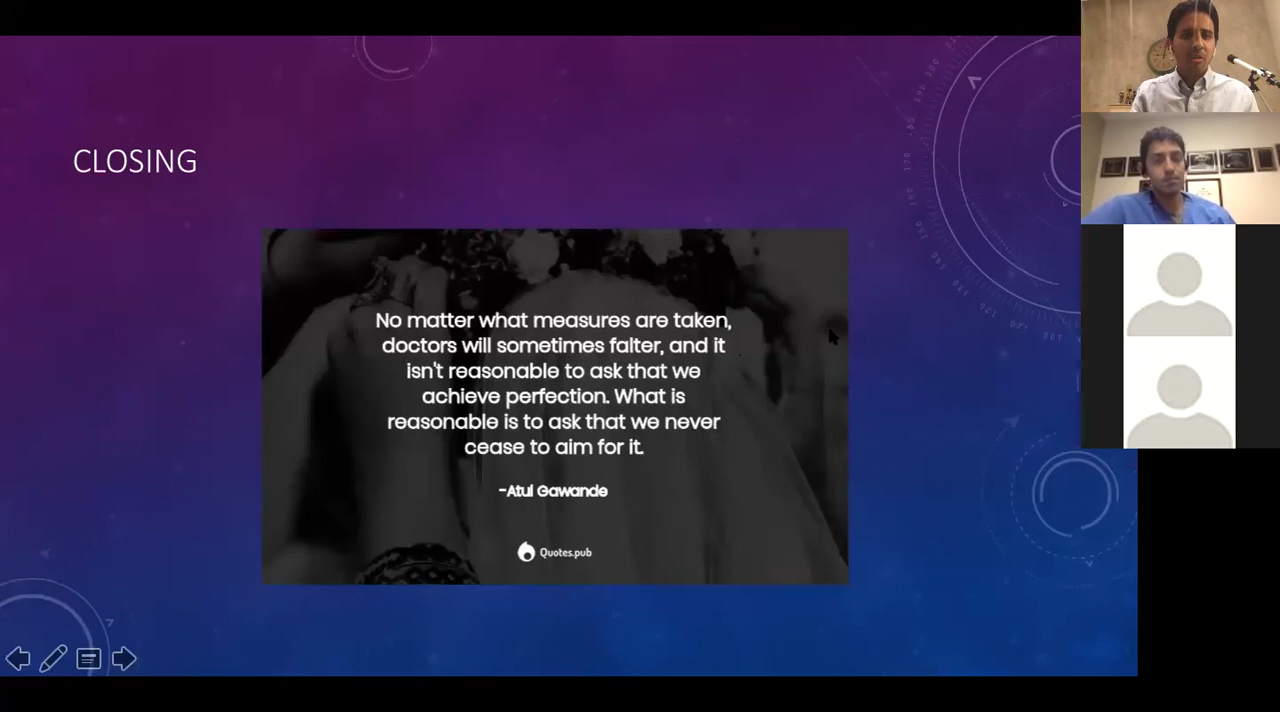 CLOSING
No matter what measures are taken,
doctors will sometimes falter, and it
isn't reasonable to ask that we
achieve perfection. What is
reasonable is to ask that we never
cease to aim for it.
-Atul Gawande
Quotes.pub